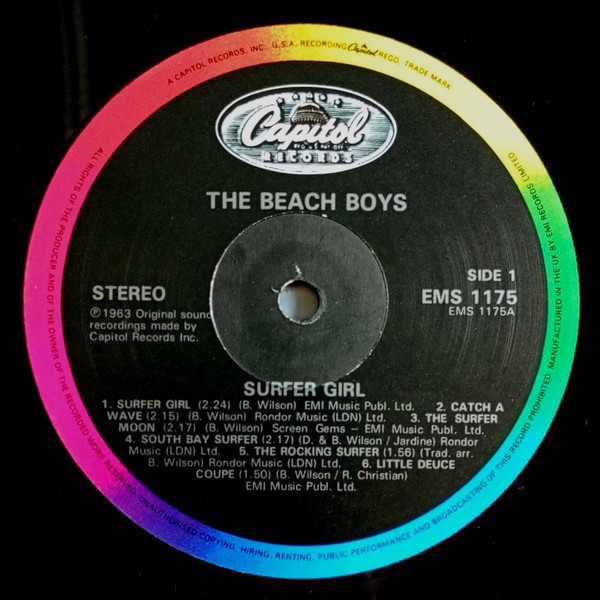 A CAPITOL RECORDS, INC., U.S.A. RECORDING Capitol REGD. TRADE MARK
Capitol
RECORDS
THE BEACH BOYS
SIDE 1
STEREO
EMS 1175
EMS 1175A
℗1963 Original sound
recordings made by
Capitol Records Inc.
SURFER GIRL
1. SURFER GIRL (2.24) (B. Wilson) EMI Music Publ. Ltd. 2. CATCH A
WAVE (2.15) (B. Wilson) Rondor Music (LDN) Ltd. 3. THE SURFER
MOON (2.17) (B. Wilson) Screen Gems – EMI Music Publ. Ltd.
4. SOUTH BAY SURFER (2.17) (D. & B. Wilson / Jardine) Rondor
Music (LDN) Ltd. 5. THE ROCKING SURFER (1.56) (Trad. arr.
B. Wilson) Rondor Music (LDN) Ltd. 6. LITTLE DEUCE
COUPE (1.50) (B. Wilson / R. Christian)
EMI Music Publ. Ltd.
ALL RIGHTS OF THE PRODUCER AND OF THE OWNER OF THE RECORDED WORK RESERVED. UNAUTHORISED COPYING, HIRING, RENTING, PUBLIC PERFORMANCE AND BROADCASTING OF THIS RECORD PROHIBITED. MANUFACTURED IN THE UK BY EMI RECORDS LIMITED